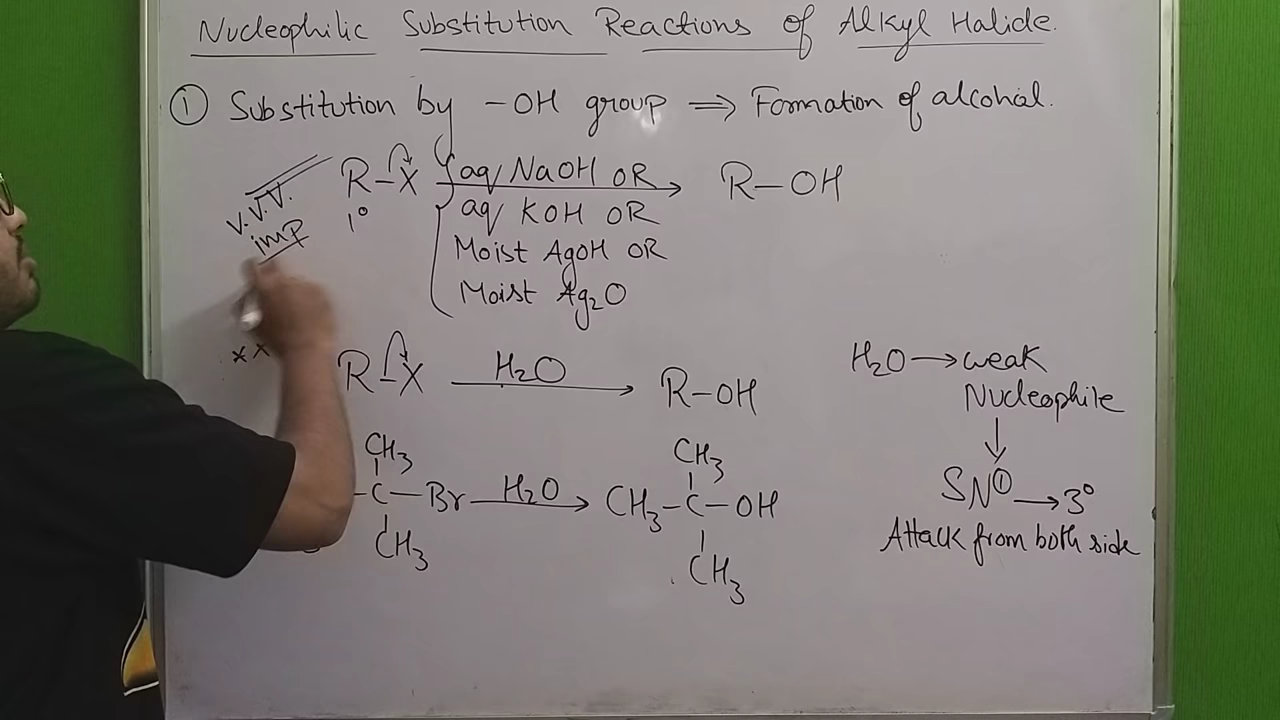 Nucleophilic Substitution Reactions of Alkyl Halide.
① Substitution by -OH group ⇒ Formation of alcohal.
R-X aq NaOH OR R-OH
1° aq KOH OR
V.V.V. imp
Moist AgOH OR
Moist Ag₂O
** R-X H₂O → R-OH
H₂O → weak
Nucleophile
↓
CH₃ CH₃
-C-Br H₂O → CH₃-C-OH
CH₃ CH₃
SN① → 3°
Attack from both side